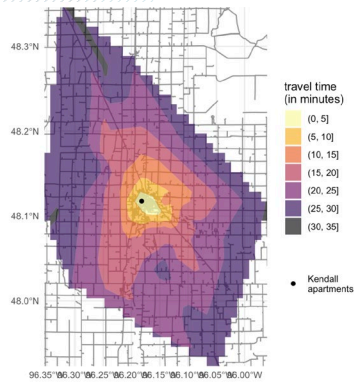 48.3°N
48.2°N
48.1°N
48.0°N
96.35°W
96.30°W
96.25°W
96.20°W
96.15°W
96.10°W
96.05°W
96.00°W
travel time
(in minutes)
(0, 5]
(5, 10]
(10, 15]
(15, 20]
(20, 25]
(25, 30]
(30, 35]
Kendall
apartments